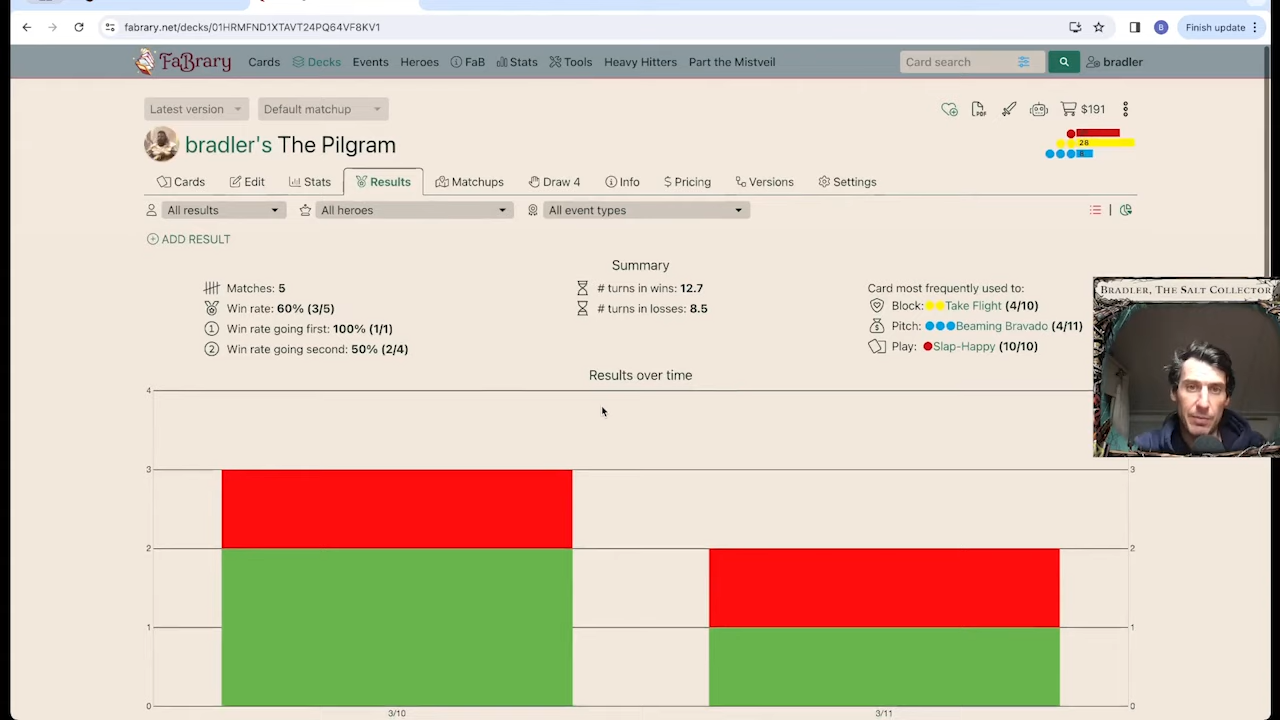 fabrary.net/decks/01HRMFND1XTAVT24PQ64VF8KV1
B
Finish update
FaBrary
Cards
Decks
Events
Heroes
FaB
Stats
Tools
Heavy Hitters
Part the Mistveil
Card search
bradler
Latest version
Default matchup
PDF
$191
bradler's The Pilgram
28
8
Cards
Edit
Stats
Results
Matchups
Draw 4
Info
Pricing
Versions
Settings
All results
All heroes
All event types
ADD RESULT
Summary
Matches: 5
Win rate: 60% (3/5)
1 Win rate going first: 100% (1/1)
2 Win rate going second: 50% (2/4)
# turns in wins: 12.7
# turns in losses: 8.5
Card most frequently used to:
Block: Take Flight (4/10)
Pitch: Beaming Bravado (4/11)
Play: Slap-Happy (10/10)
BRADLER, THE SALT COLLECTOR
Results over time
4
3
3
2
2
1
1
0
0
3/10
3/11